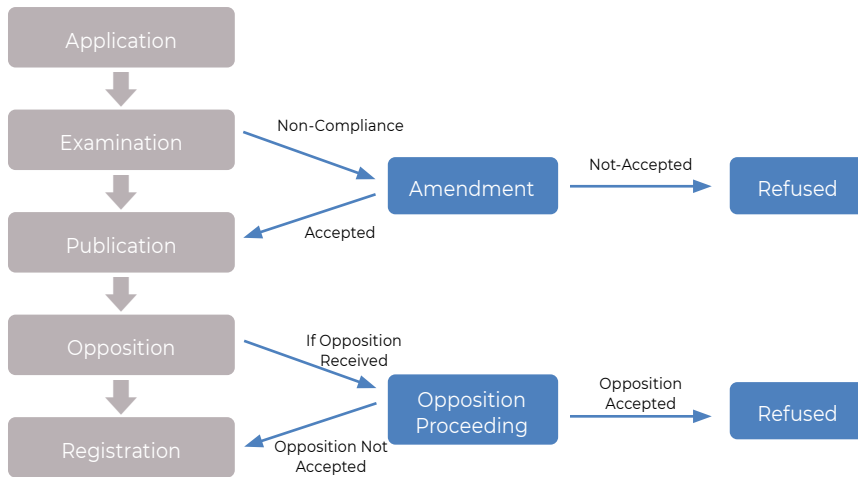 Application
Examination
Non-Compliance
Amendment
Not-Accepted
Refused
Accepted
Publication
Opposition
If Opposition
Received
Opposition
Proceeding
Opposition
Accepted
Refused
Opposition Not
Accepted
Registration